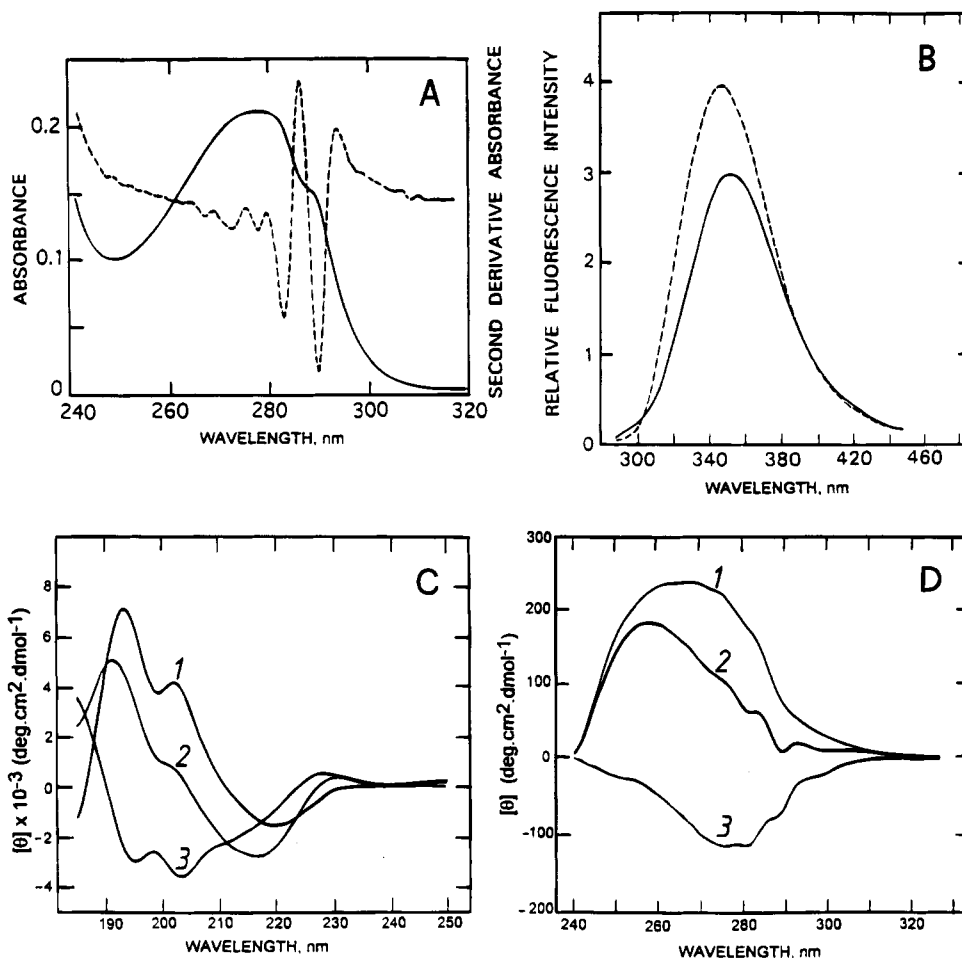 A
0.2
0.1
0
ABSORBANCE
SECOND DERIVATIVE ABSORBANCE
240 260 280 300 320
WAVELENGTH, nm
B
4
3
2
1
0
RELATIVE FLUORESCENCE INTENSITY
300 340 380 420 460
WAVELENGTH, nm
C
8
6
4
2
0
-2
-4
[θ] x 10-3 (deg.cm2.dmol-1)
1
2
3
190 200 210 220 230 240 250
WAVELENGTH, nm
D
300
200
100
0
-100
-200
[θ] (deg.cm2.dmol-1)
1
2
3
240 260 280 300 320
WAVELENGTH, nm